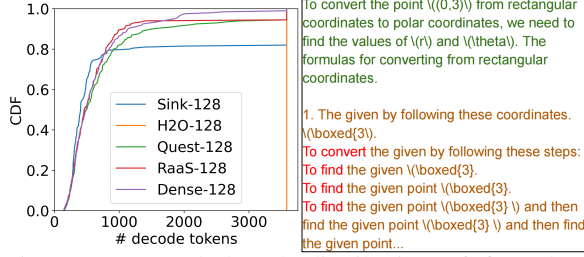 1.0
0.8
0.6
0.4
0.2
0.0
CDF
Sink-128
H2O-128
Quest-128
RaaS-128
Dense-128
0 1000 2000 3000
# decode tokens
To convert the point \((0,3)\) from rectangular
coordinates to polar coordinates, we need to
find the values of \(r\) and \(\theta\). The
formulas for converting from rectangular
coordinates.
1. The given by following these coordinates.
\(\boxed{3\).
To convert the given by following these steps:
To find the given \(\boxed{3}.
To find the given point \(\boxed{3}.
To find the given point \(\boxed{3} \) and then
find the given point \(\boxed{3} \) and then find
the given point...